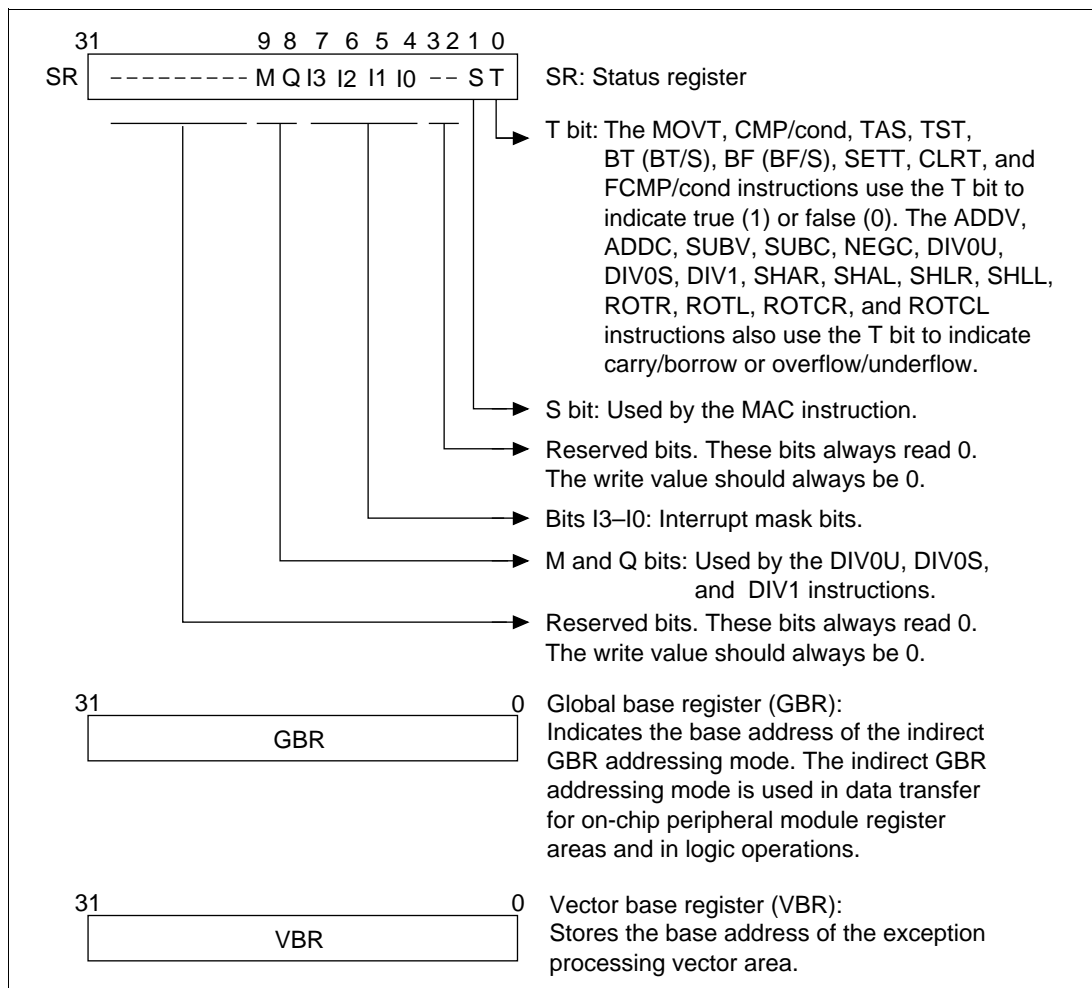 31 9 8 7 6 5 4 3 2 1 0
SR ---------- M Q I3 I2 I1 I0 -- S T SR: Status register
T bit: The MOVT, CMP/cond, TAS, TST,
BT (BT/S), BF (BF/S), SETT, CLRT, and
FCMP/cond instructions use the T bit to
indicate true (1) or false (0). The ADDV,
ADDC, SUBV, SUBC, NEGC, DIV0U,
DIV0S, DIV1, SHAR, SHAL, SHLR, SHLL,
ROTR, ROTL, ROTCR, and ROTCL
instructions also use the T bit to indicate
carry/borrow or overflow/underflow.
S bit: Used by the MAC instruction.
Reserved bits. These bits always read 0.
The write value should always be 0.
Bits I3–I0: Interrupt mask bits.
M and Q bits: Used by the DIV0U, DIV0S,
and DIV1 instructions.
Reserved bits. These bits always read 0.
The write value should always be 0.
31 0 Global base register (GBR):
GBR
Indicates the base address of the indirect
GBR addressing mode. The indirect GBR
addressing mode is used in data transfer
for on-chip peripheral module register
areas and in logic operations.
31 0 Vector base register (VBR):
VBR
Stores the base address of the exception
processing vector area.